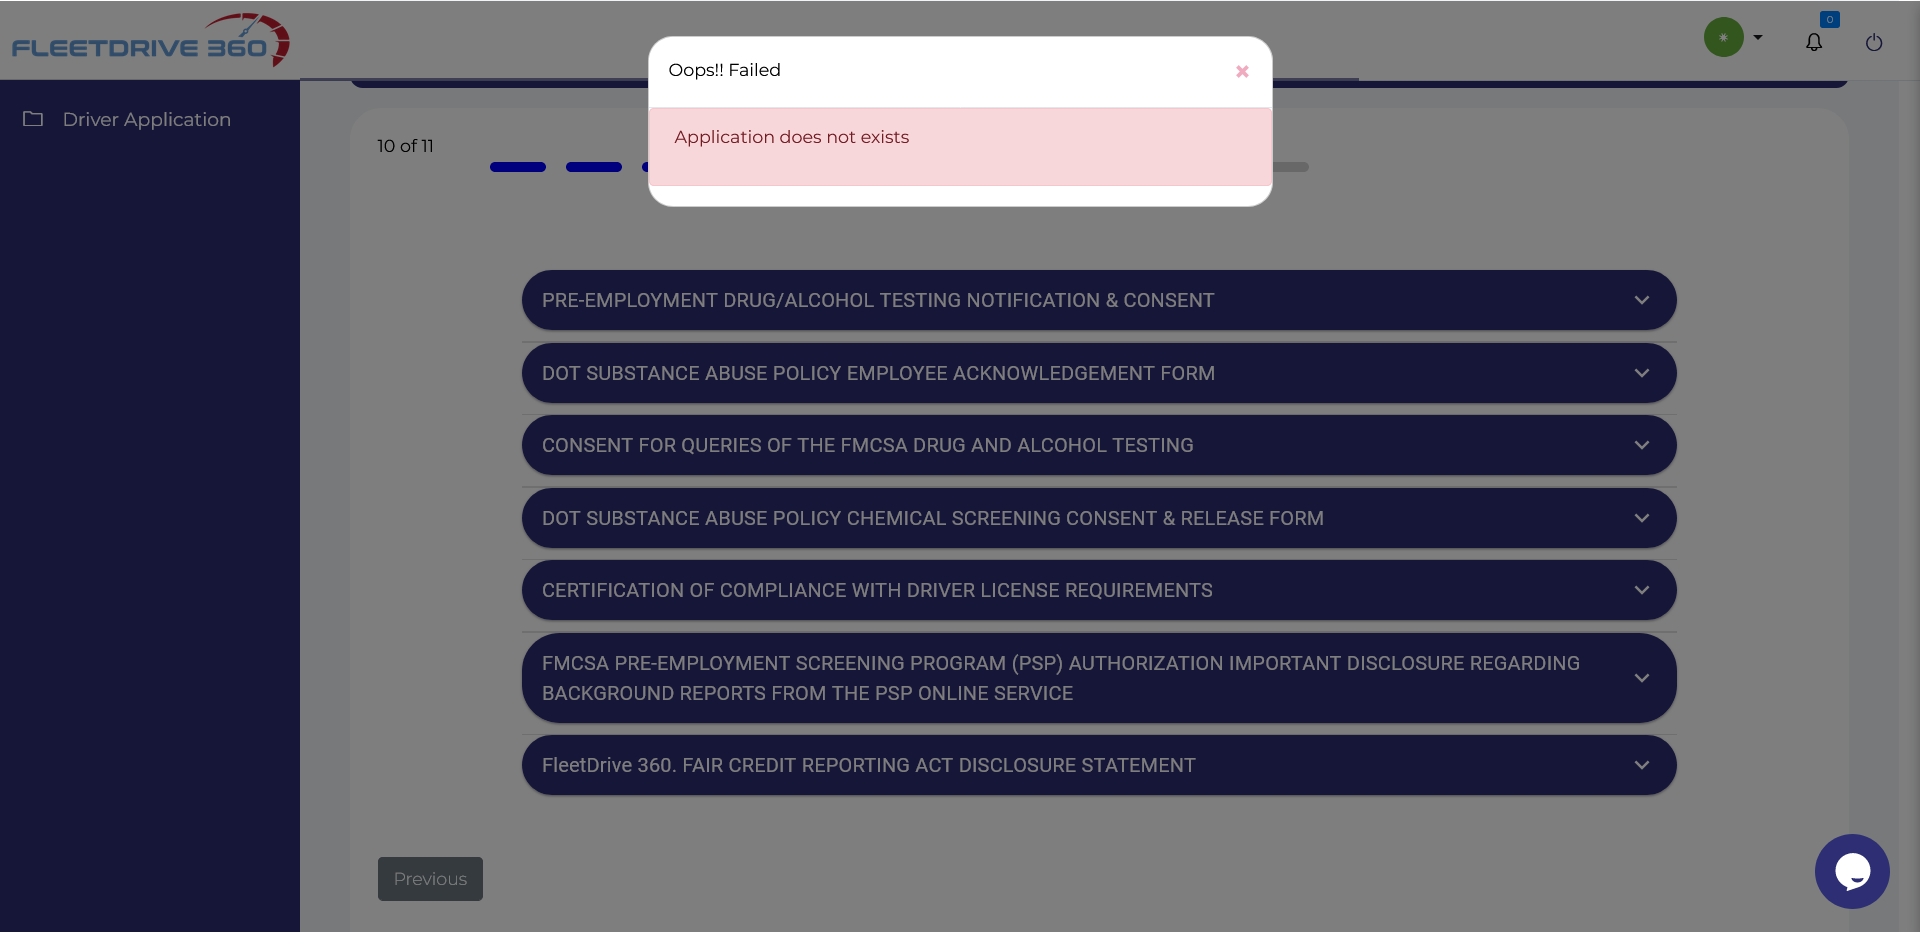 FLEETDRIVE 360
0
Oops!! Failed
Application does not exists
Driver Application
10 of 11
PRE-EMPLOYMENT DRUG/ALCOHOL TESTING NOTIFICATION & CONSENT
DOT SUBSTANCE ABUSE POLICY EMPLOYEE ACKNOWLEDGEMENT FORM
CONSENT FOR QUERIES OF THE FMCSA DRUG AND ALCOHOL TESTING
DOT SUBSTANCE ABUSE POLICY CHEMICAL SCREENING CONSENT & RELEASE FORM
CERTIFICATION OF COMPLIANCE WITH DRIVER LICENSE REQUIREMENTS
FMCSA PRE-EMPLOYMENT SCREENING PROGRAM (PSP) AUTHORIZATION IMPORTANT DISCLOSURE REGARDING
BACKGROUND REPORTS FROM THE PSP ONLINE SERVICE
FleetDrive 360. FAIR CREDIT REPORTING ACT DISCLOSURE STATEMENT
Previous